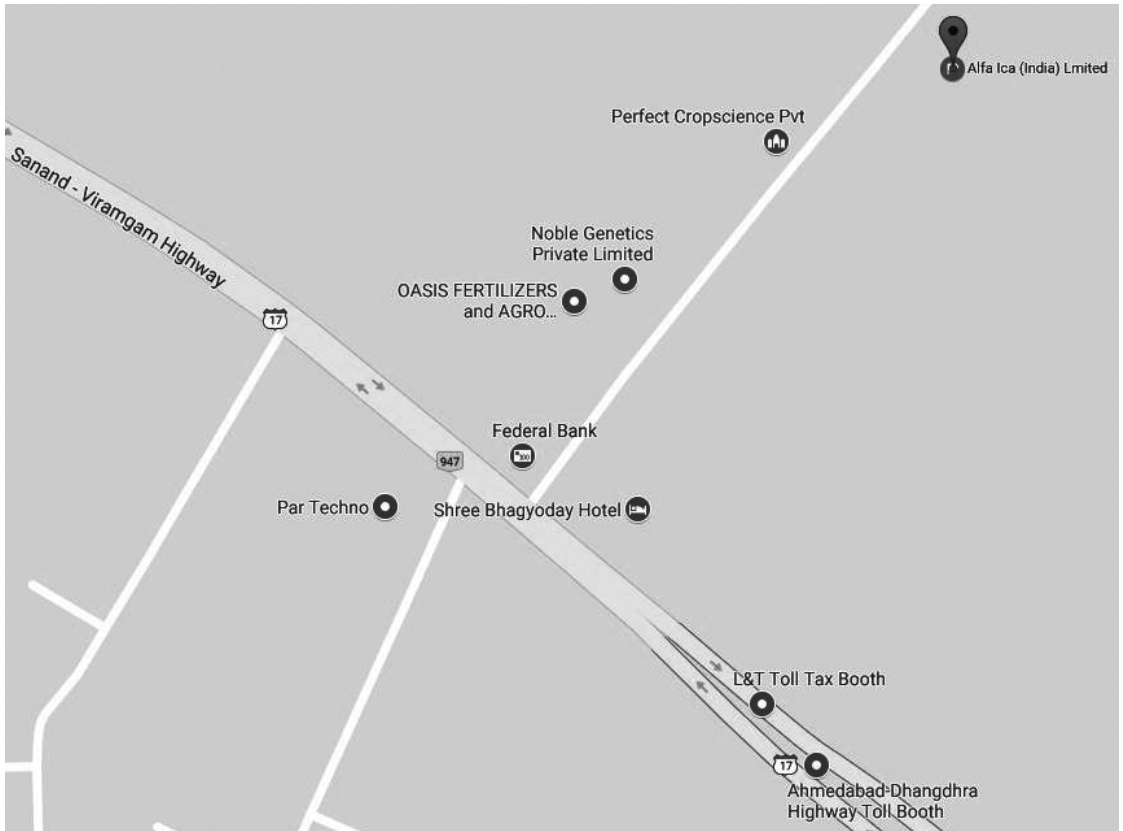 Alfa Ica (India) Lmited
Perfect Cropscience Pvt
Sanand - Viramgam Highway
Noble Genetics
Private Limited
OASIS FERTILIZERS
and AGRO...
17
Federal Bank
100
947
Par Techno
Shree Bhagyoday Hotel
L&T Toll Tax Booth
17
Ahmedabad-Dhangdhra
Highway Toll Booth